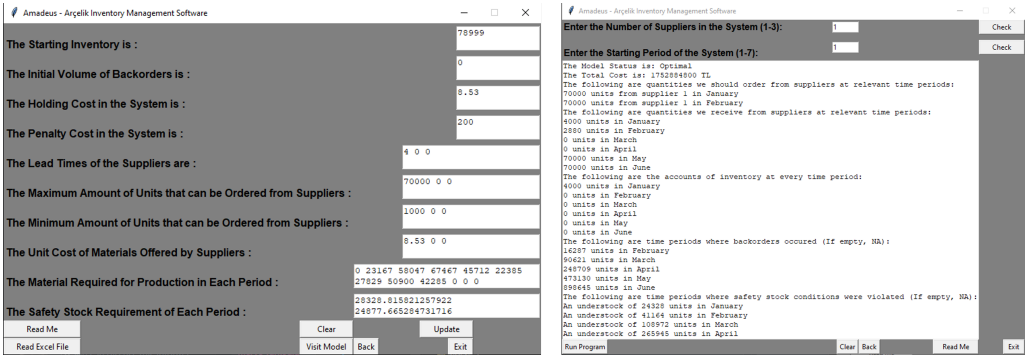 Amadeus - Arçelik Inventory Management Software
The Starting Inventory is :
78999
The Initial Volume of Backorders is :
0
The Holding Cost in the System is :
8.53
The Penalty Cost in the System is :
200
The Lead Times of the Suppliers are :
4 0 0
The Maximum Amount of Units that can be Ordered from Suppliers :
70000 0 0
The Minimum Amount of Units that can be Ordered from Suppliers :
1000 0 0
The Unit Cost of Materials Offered by Suppliers :
8.53 0 0
The Material Required for Production in Each Period :
0 23167 58047 67467 45712 22385
27829 50900 42285 0 0 0
The Safety Stock Requirement of Each Period :
28328.815821257922
24877.665284731716
Read Me
Clear
Update
Read Excel File
Visit Model
Back
Exit
Amadeus - Arçelik Inventory Management Software
Enter the Number of Suppliers in the System (1-3):
1
Check
Enter the Starting Period of the System (1-7):
1
Check
The Model Status is: Optimal
The Total Cost is: 1752884800 TL
The following are quantities we should order from suppliers at relevant time periods:
70000 units from supplier 1 in January
70000 units from supplier 1 in February
The following are quantities we receive from suppliers at relevant time periods:
4000 units in January
2880 units in February
0 units in March
0 units in April
70000 units in May
70000 units in June
The following are the accounts of inventory at every time period:
4000 units in January
0 units in February
0 units in March
0 units in April
0 units in May
0 units in June
The following are time periods where backorders occured (If empty, NA):
16287 units in February
90621 units in March
248709 units in April
473130 units in May
898645 units in June
The following are time periods where safety stock conditions were violated (If empty, NA):
An understock of 24328 units in January
An understock of 41164 units in February
An understock of 108972 units in March
An understock of 265945 units in April
Run Program
Clear
Back
Read Me
Exit